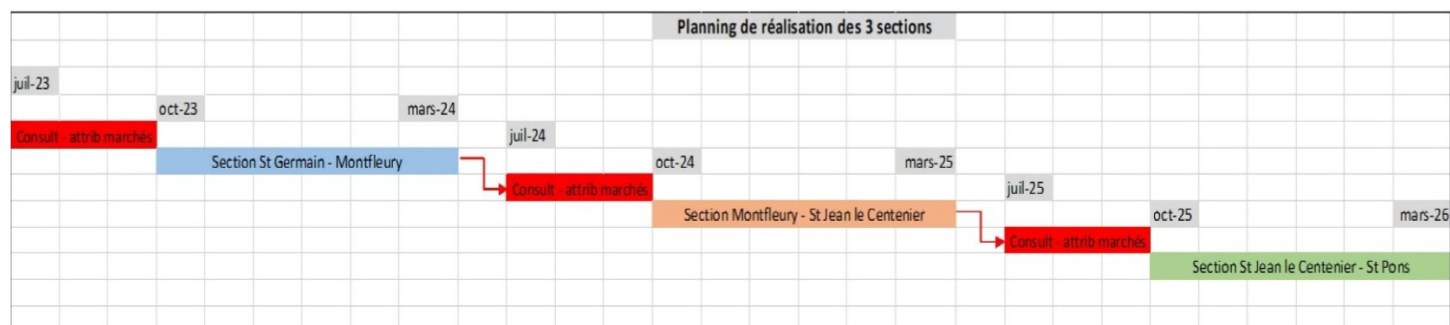 Planning de réalisation des 3 sections
juil-23
oct-23 mars-24
Consult - attrib marchés juil-24
Section St Germain - Montfleury oct-24 mars-25
Consult - attrib marchés juil-25
Section Montfleury - St Jean le Centenier oct-25 mars-26
Consult - attrib marchés
Section St Jean le Centenier - St Pons